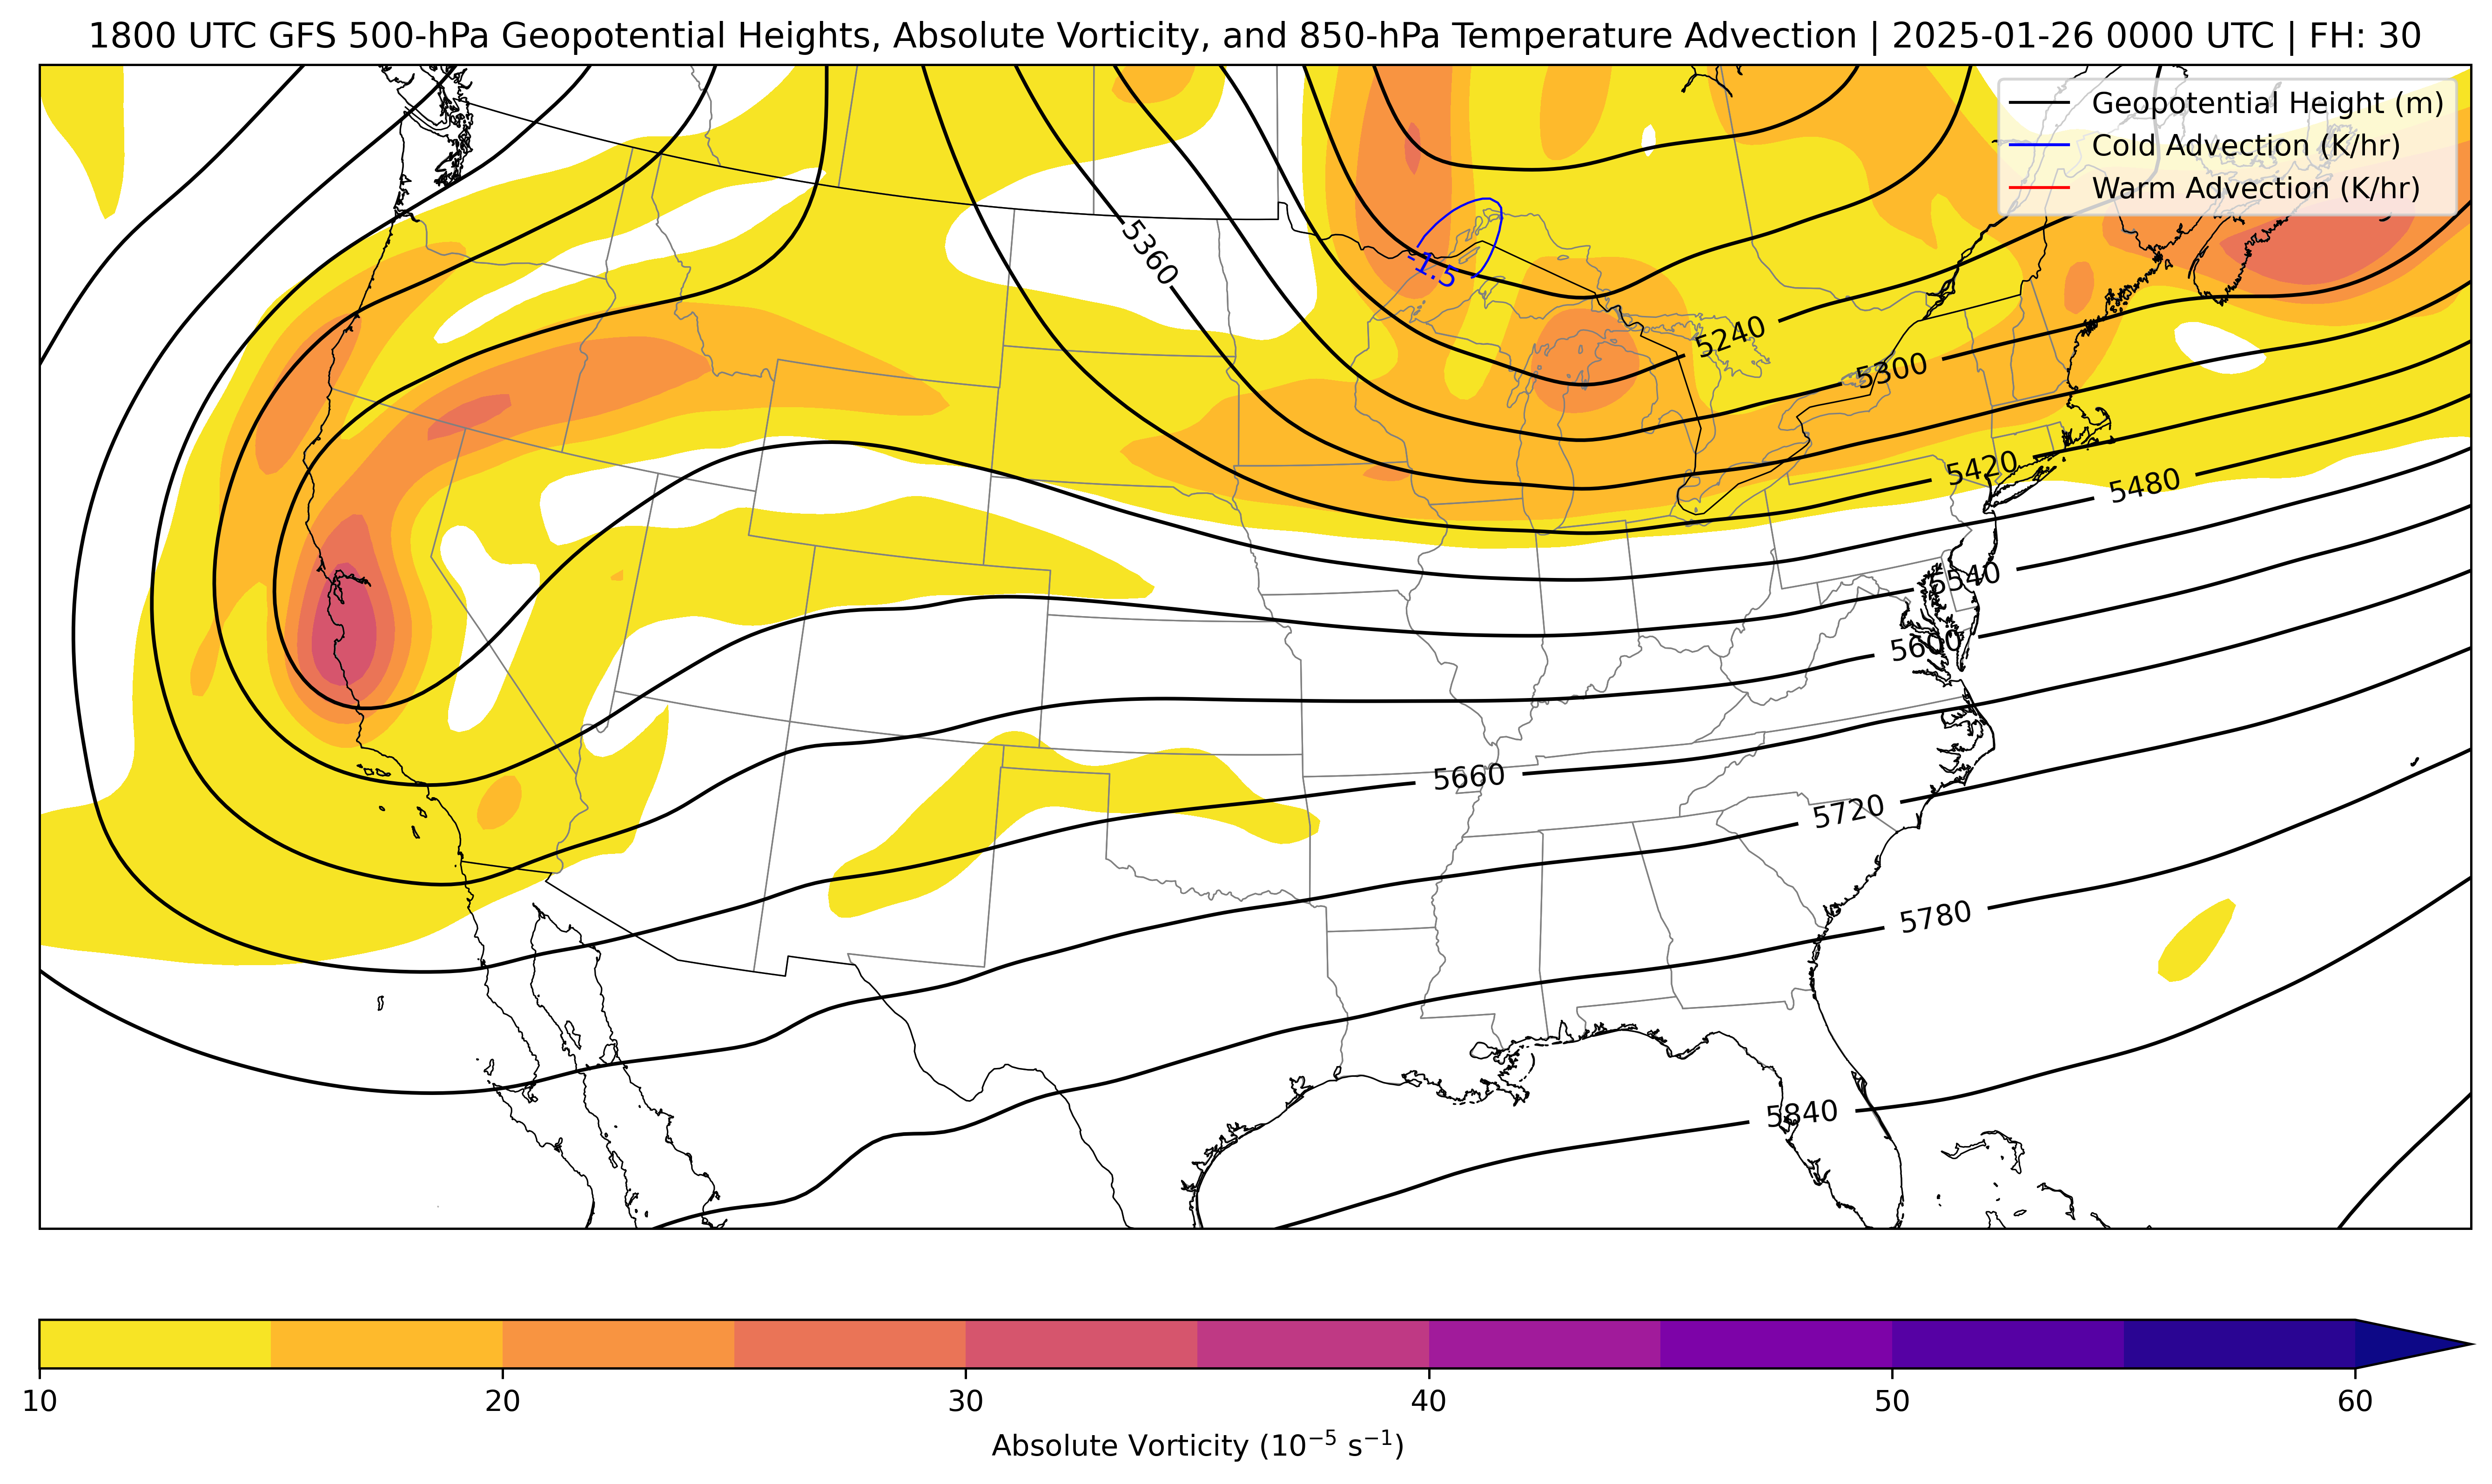 1800 UTC GFS 500-hPa Geopotential Heights, Absolute Vorticity, and 850-hPa Temperature Advection | 2025-01-26 0000 UTC | FH: 30
Geopotential Height (m)
Cold Advection (K/hr)
Warm Advection (K/hr)
5360
-1.5
5240
5300
5420
5480
5540
5600
5660
5720
5780
5840
10 20 30 40 50 60
Absolute Vorticity (10⁻⁵ s⁻¹)